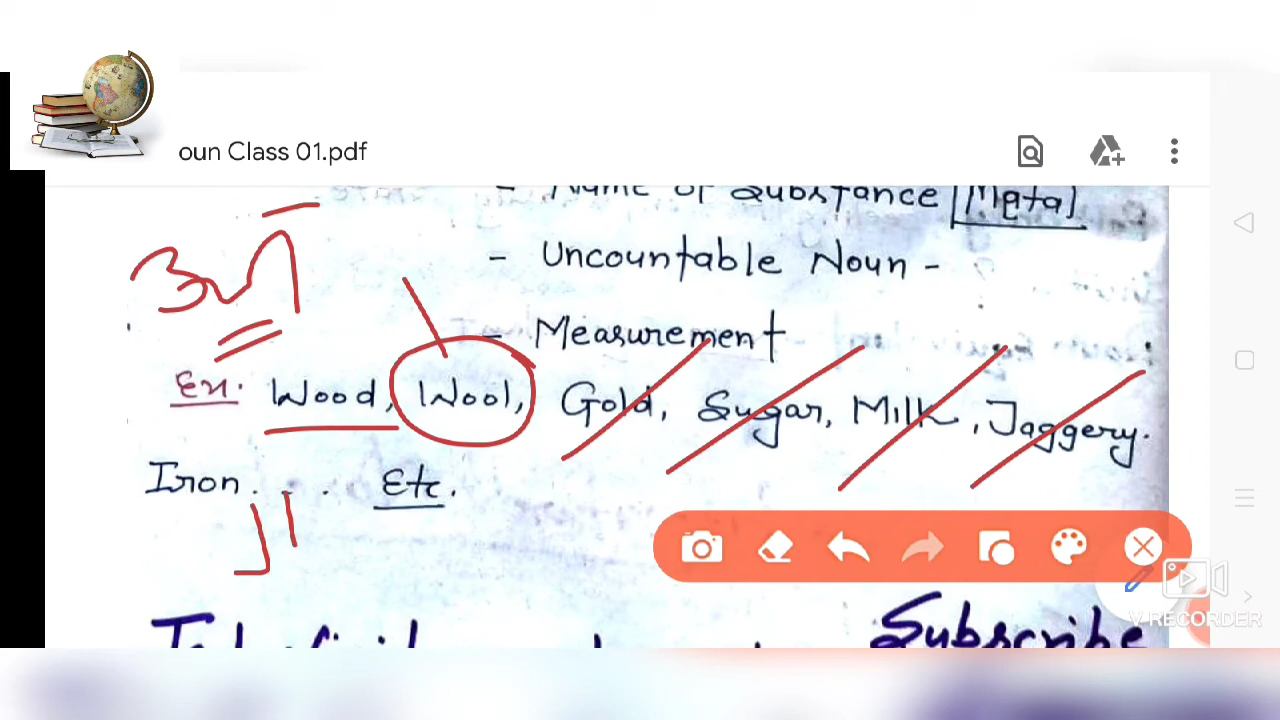 oun Class 01.pdf
- Name of Substance [Metal]
- Uncountable Noun -
- Measurement
Ex. Wood, Wool, Gold, Sugar, Milk, Jaggery.
Iron . . . Etc.
Subscribe
V RECORDER